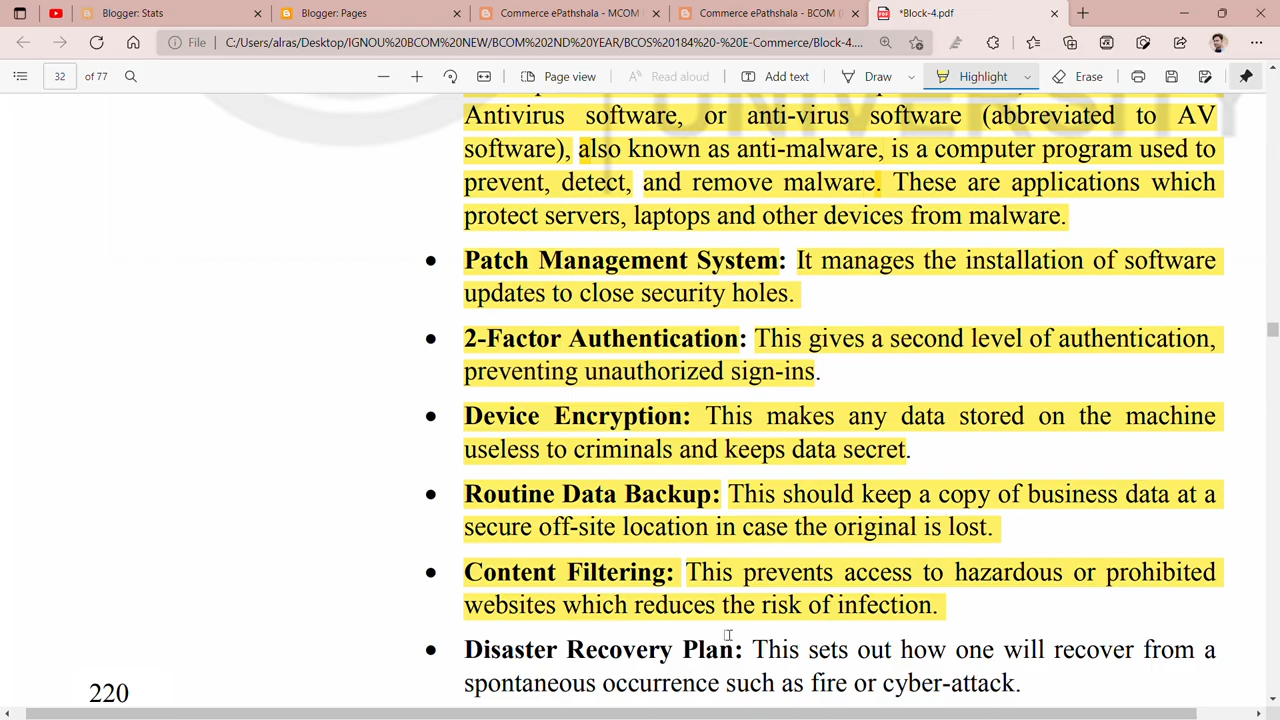 Blogger: Stats
Blogger: Pages
Commerce ePathshala - MCOM
Commerce ePathshala - BCOM (
*Block-4.pdf
File
C:/Users/alras/Desktop/IGNOU%20BCOM%20NEW/BCOM%202ND%20YEAR/BCOS%20184%20-%20E-Commerce/Block-4....
32 of 77
Page view
Read aloud
Add text
Draw
Highlight
Erase
UNIVERSITY
Antivirus software, or anti-virus software (abbreviated to AV
software), also known as anti-malware, is a computer program used to
prevent, detect, and remove malware. These are applications which
protect servers, laptops and other devices from malware.
• Patch Management System: It manages the installation of software
updates to close security holes.
• 2-Factor Authentication: This gives a second level of authentication,
preventing unauthorized sign-ins.
• Device Encryption: This makes any data stored on the machine
useless to criminals and keeps data secret.
• Routine Data Backup: This should keep a copy of business data at a
secure off-site location in case the original is lost.
• Content Filtering: This prevents access to hazardous or prohibited
websites which reduces the risk of infection.
• Disaster Recovery Plan: This sets out how one will recover from a
spontaneous occurrence such as fire or cyber-attack.
220